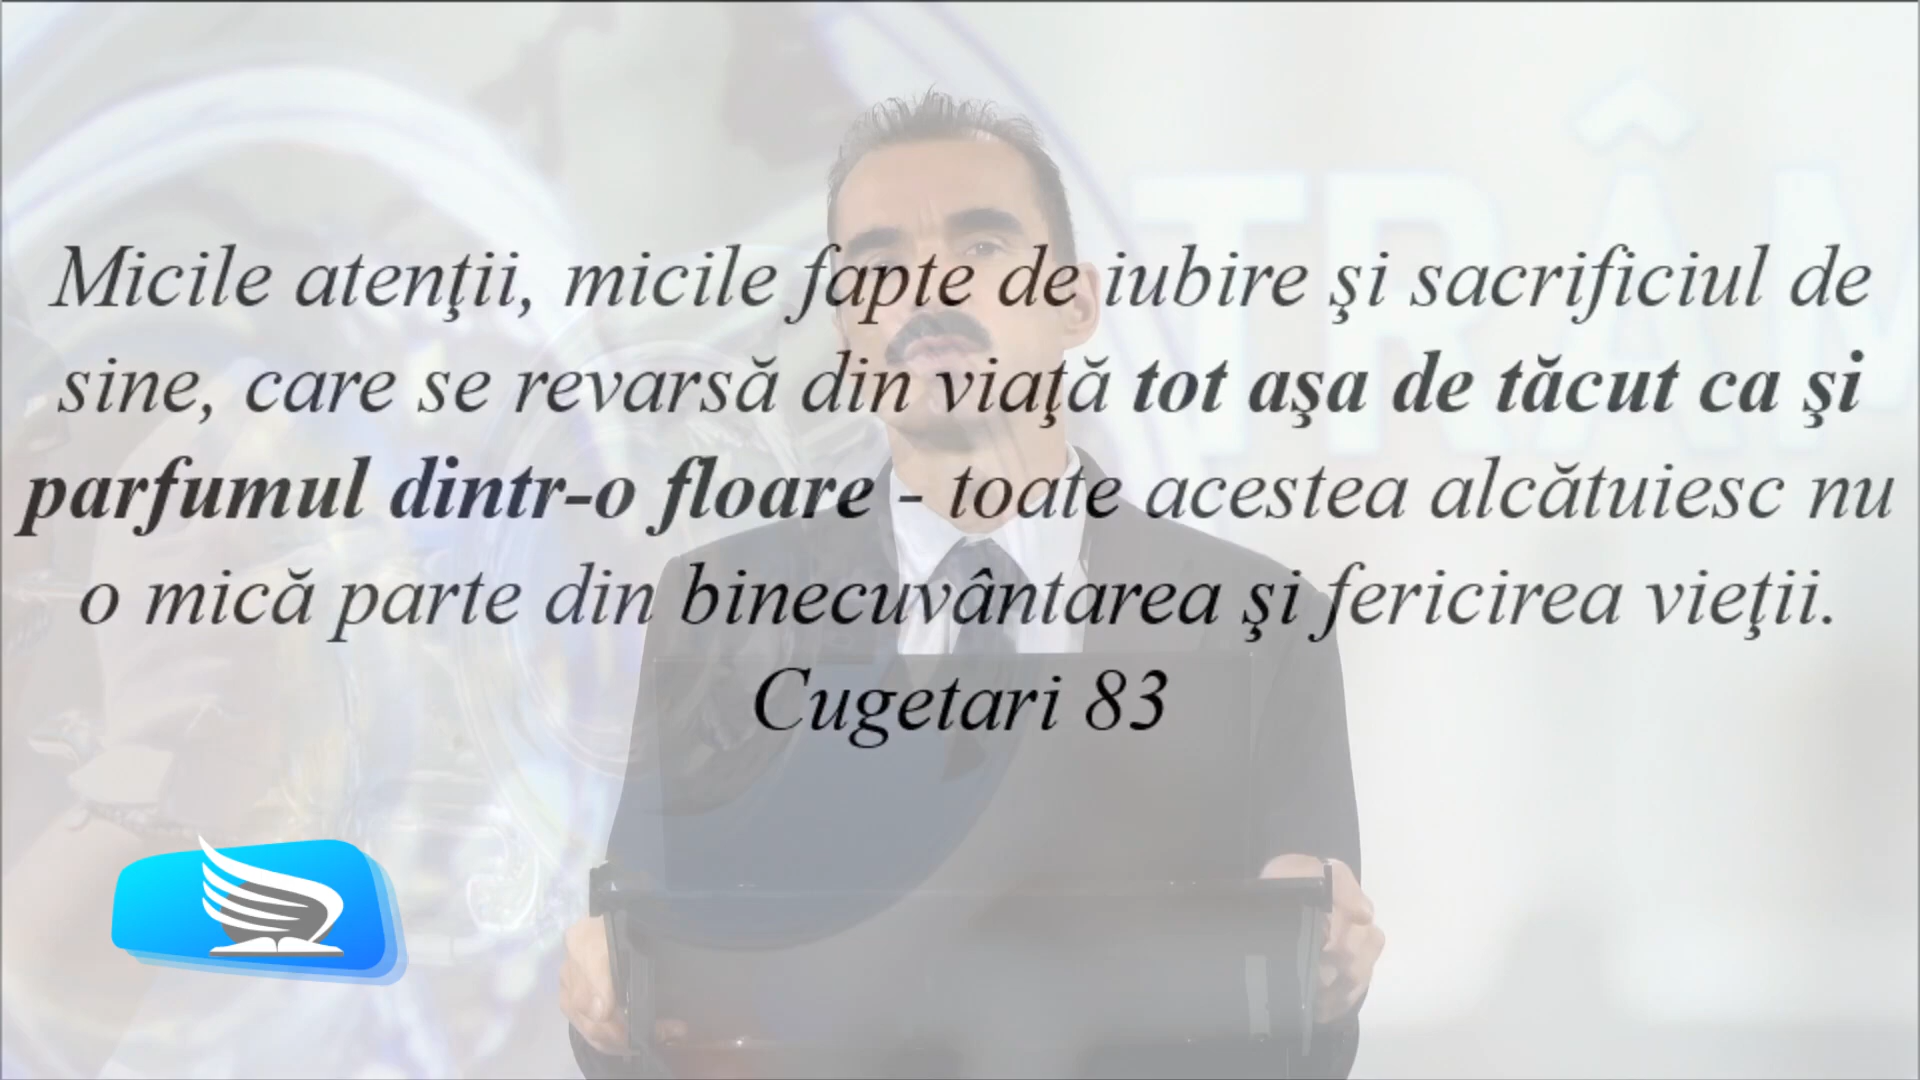 TRÂM
Micile atenţii, micile fapte de iubire şi sacrificiul de
sine, care se revarsă din viaţă tot aşa de tăcut ca şi
parfumul dintr-o floare - toate acestea alcătuiesc nu
o mică parte din binecuvântarea şi fericirea vieţii.
Cugetari 83